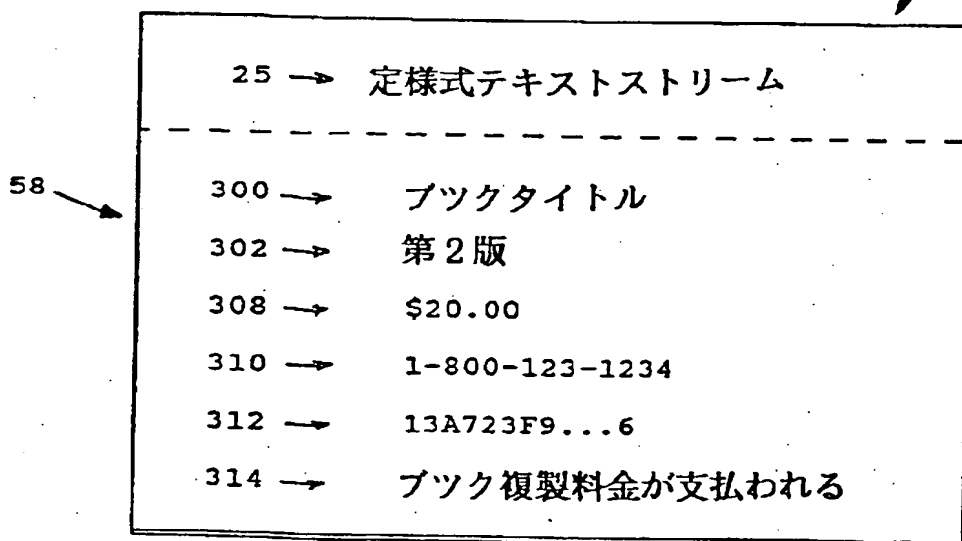 25 → 定様式テキストストリーム
58
300 → ブツクタイトル
302 → 第2版
308 → $20.00
310 → 1-800-123-1234
312 → 13A723F9...6
314 → ブツク複製料金が支払われる